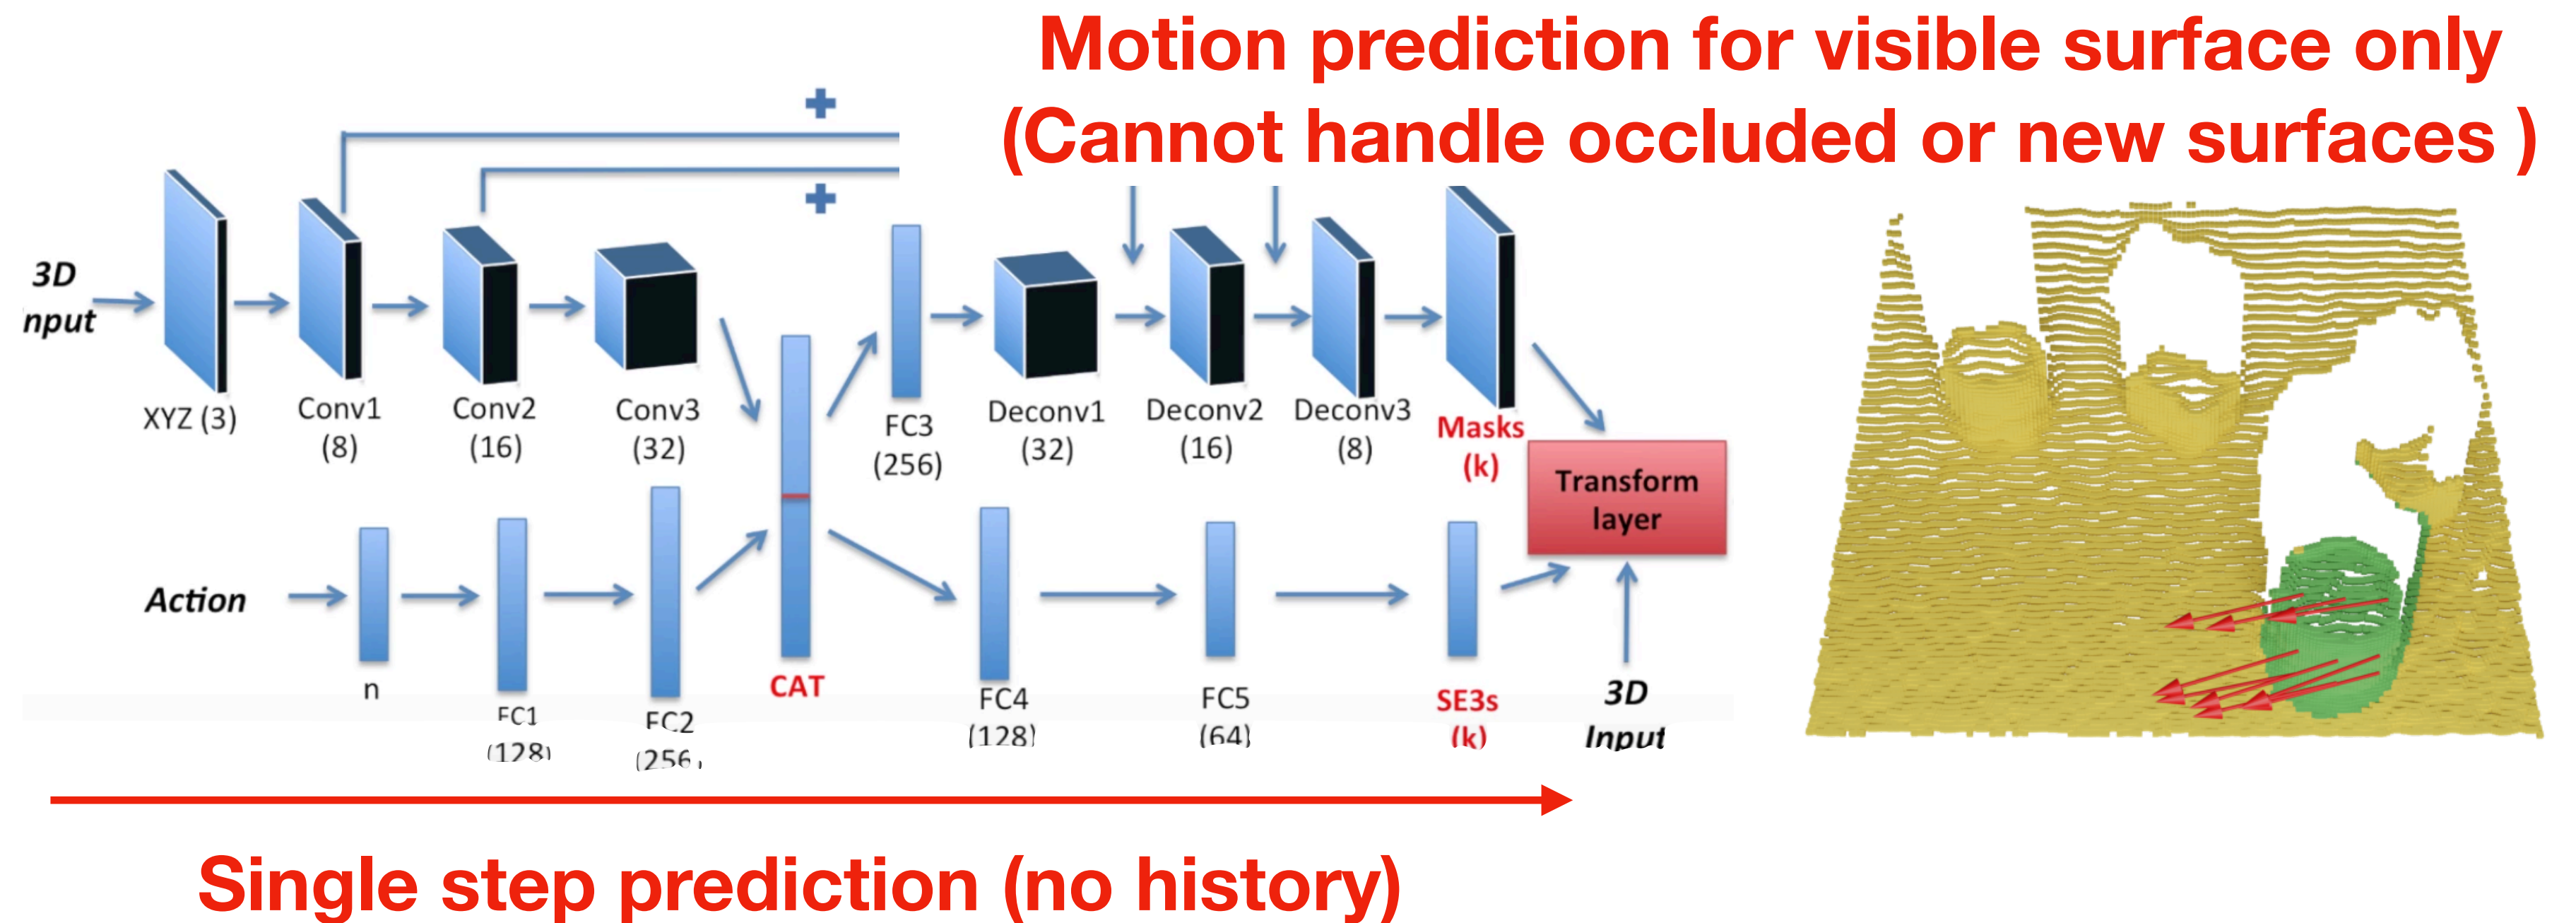 Motion prediction for visible surface only
(Cannot handle occluded or new surfaces )
3D
nput
XYZ (3)
Conv1
(8)
Conv2
(16)
Conv3
(32)
FC3
(256)
Deconv1
(32)
Deconv2
(16)
Deconv3
(8)
Masks
(k)
Transform
layer
Action
n
FC1
(128)
FC2
(256)
CAT
FC4
(128)
FC5
(64)
SE3s
(k)
3D
Input
Single step prediction (no history)